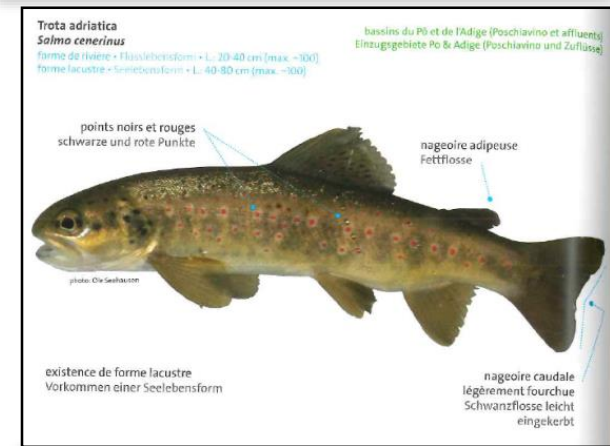 Trota adriatica
Salmo cenerinus
forme de rivière • Flusslebensform • L: 20-40 cm (max. ~100)
forme lacustre • Seelebensform • L: 40-80 cm (max. ~100)
bassins du Pô et de l'Adige (Poschiavino et affluents)
Einzugsgebiete Po & Adige (Poschiavino und Zuflüsse)
points noirs et rouges
schwarze und rote Punkte
nageoire adipeuse
Fettflosse
photo: Ole Seehausen
existence de forme lacustre
Vorkommen einer Seelebensform
nageoire caudale
légèrement fourchue
Schwanzflosse leicht
eingekerbt